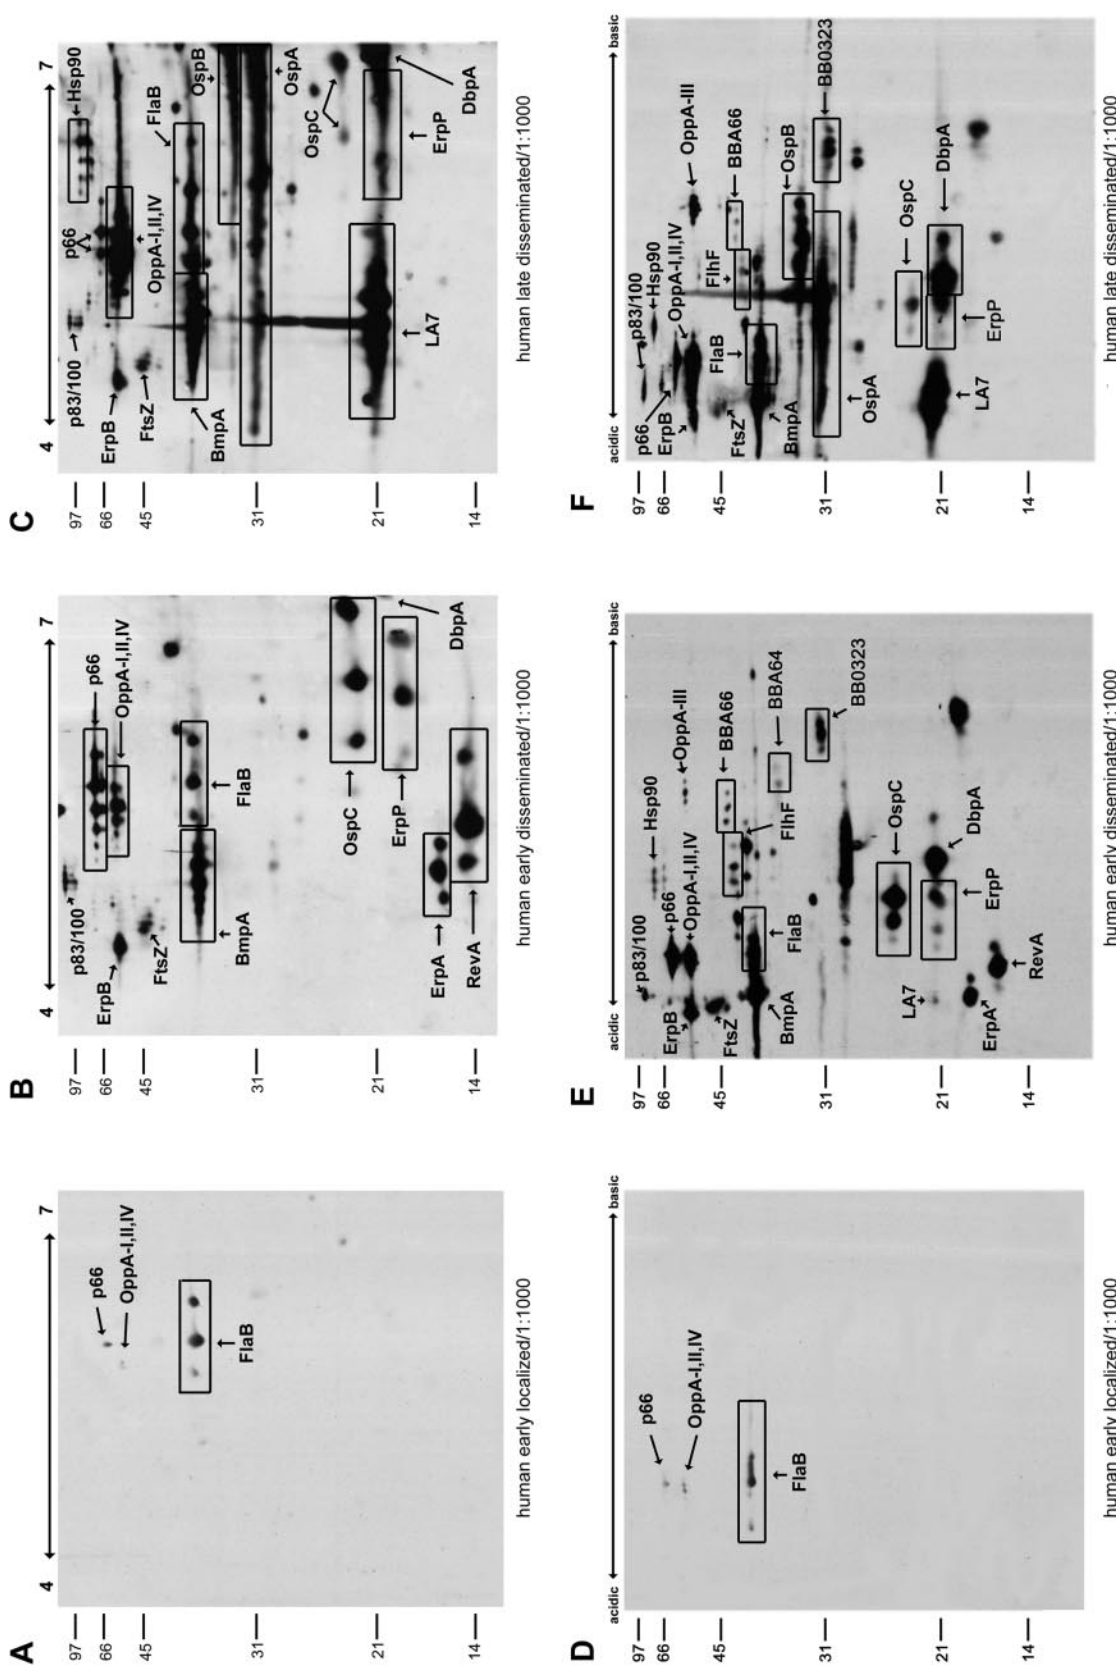 A
4
7
97
66
45
31
21
14
p66
OppA-I,II,IV
FlaB
human early localized/1:1000
B
4
7
97
66
45
31
21
14
p83/100
p66
OppA-I,II,IV
ErpB
FtsZ
BmpA
FlaB
OspC
ErpP
DbpA
ErpA
RevA
human early disseminated/1:1000
C
4
7
97
66
45
31
21
14
p83/100
p66
Hsp90
ErpB
OppA-I,II,IV
FlaB
FtsZ
BmpA
OspB
OspA
OspC
LA7
ErpP
DbpA
human late disseminated/1:1000
D
acidic
basic
97
66
45
31
21
14
p66
OppA-I,II,IV
FlaB
human early localized/1:1000
E
acidic
basic
97
66
45
31
21
14
p83/100
Hsp90
p66
OppA-III
ErpB
OppA-I,II,IV
BBA66
FtsZ
FlhF
BBA64
FlaB
BmpA
BB0323
OspC
LA7
ErpP
DbpA
ErpA
RevA
human early disseminated/1:1000
F
acidic
basic
97
66
45
31
21
14
p83/100
p66
Hsp90
ErpB
OppA-I,II,IV
OppA-III
FlhF
BBA66
FtsZ
FlaB
BmpA
OspB
BB0323
OspA
OspC
LA7
ErpP
DbpA
human late disseminated/1:1000